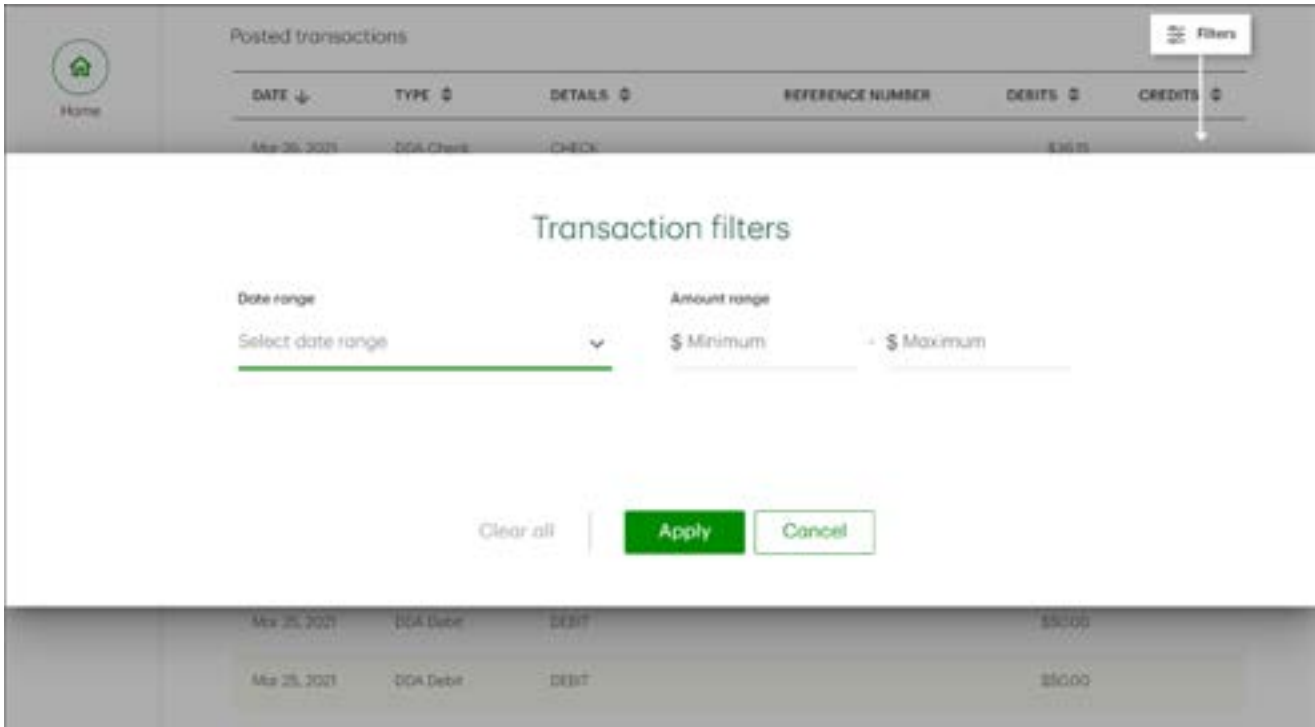 Posted transactions
Filters
Home
DATE TYPE DETAILS REFERENCE NUMBER DEBITS CREDITS
Mar 26, 2021 DDA Check CHECK
Transaction filters
Date range Amount range
Select date range $ Minimum - $ Maximum
Clear all Apply Cancel
Mar 25, 2021 DDA Debit DEBIT $50.00
Mar 25, 2021 DDA Debit DEBIT $50.00